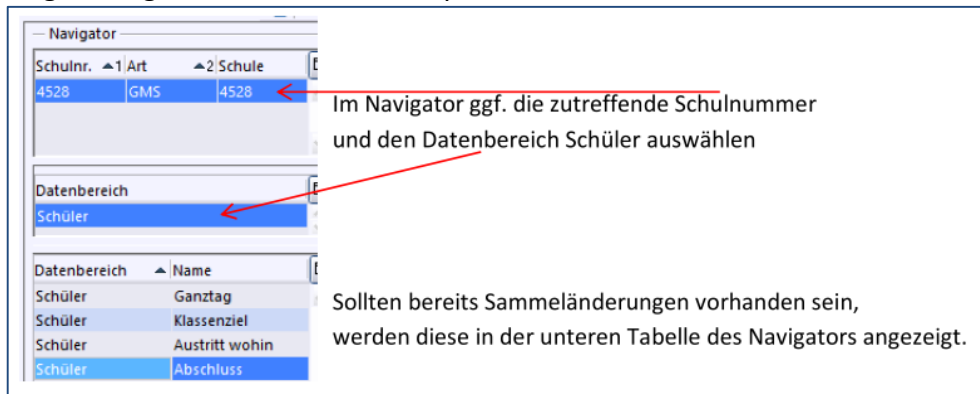 Navigator
Schulnr. ▲1 Art ▲2 Schule
4528 GMS 4528
Im Navigator ggf. die zutreffende Schulnummer
und den Datenbereich Schüler auswählen
Datenbereich
Schüler
Datenbereich ▲ Name
Schüler Ganztag
Schüler Klassenziel
Schüler Austritt wohin
Schüler Abschluss
Sollten bereits Sammeländerungen vorhanden sein,
werden diese in der unteren Tabelle des Navigators angezeigt.